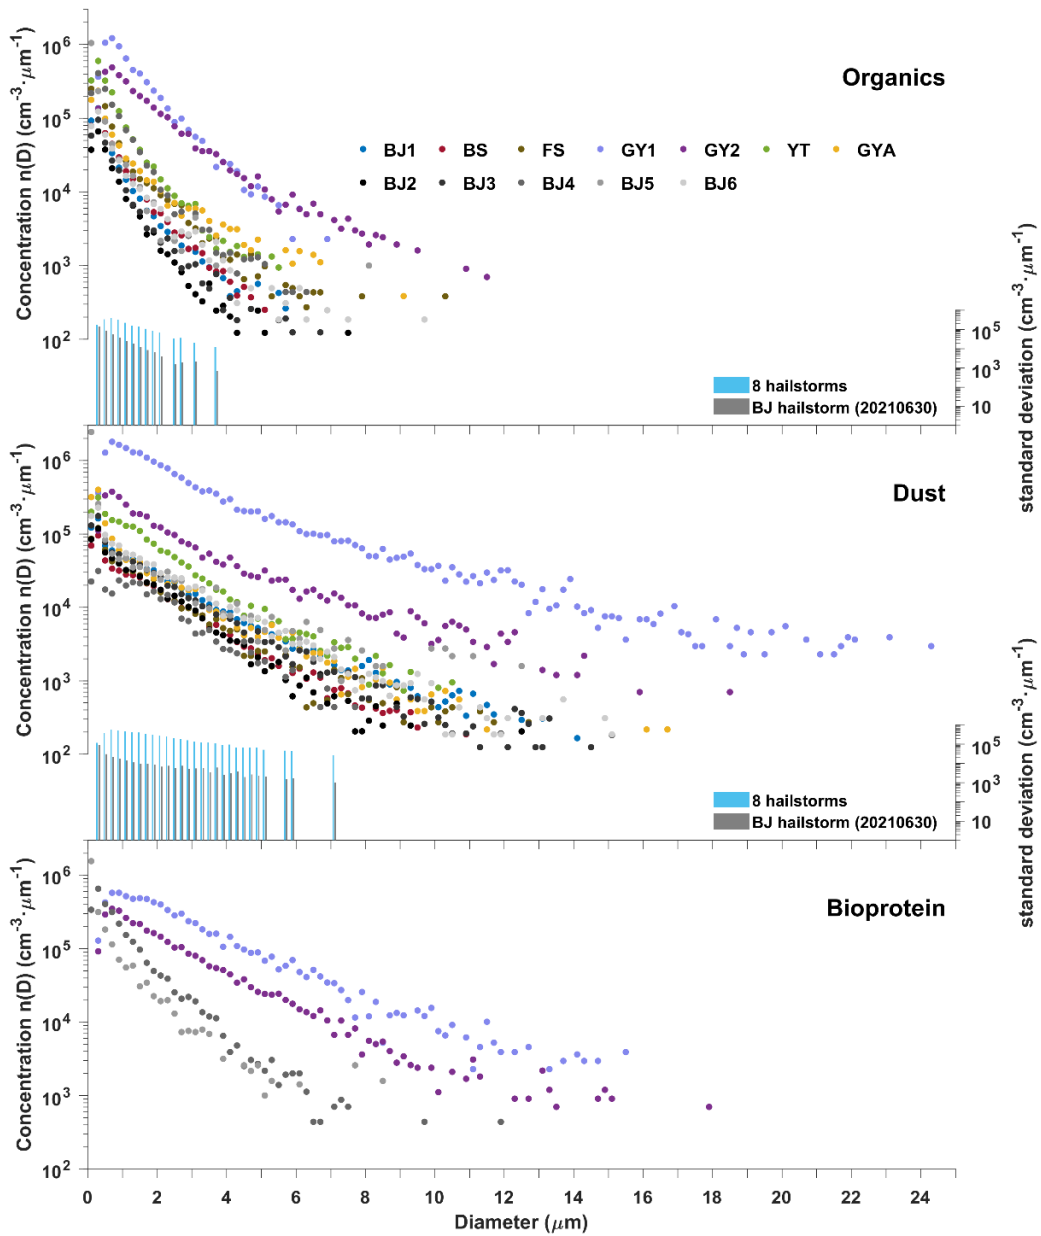 Organics
Concentration n(D) (cm⁻³·μm⁻¹)
10⁶
10⁵
10⁴
10³
10²
BJ1 BS FS GY1 GY2 YT GYA
BJ2 BJ3 BJ4 BJ5 BJ6
8 hailstorms
BJ hailstorm (20210630)
10⁵
10³
10
standard deviation (cm⁻³·μm⁻¹)
Dust
Concentration n(D) (cm⁻³·μm⁻¹)
10⁶
10⁵
10⁴
10³
10²
8 hailstorms
BJ hailstorm (20210630)
10⁵
10³
10
standard deviation (cm⁻³·μm⁻¹)
Bioprotein
Concentration n(D) (cm⁻³·μm⁻¹)
10⁶
10⁵
10⁴
10³
10²
0 2 4 6 8 10 12 14 16 18 20 22 24
Diameter (μm)